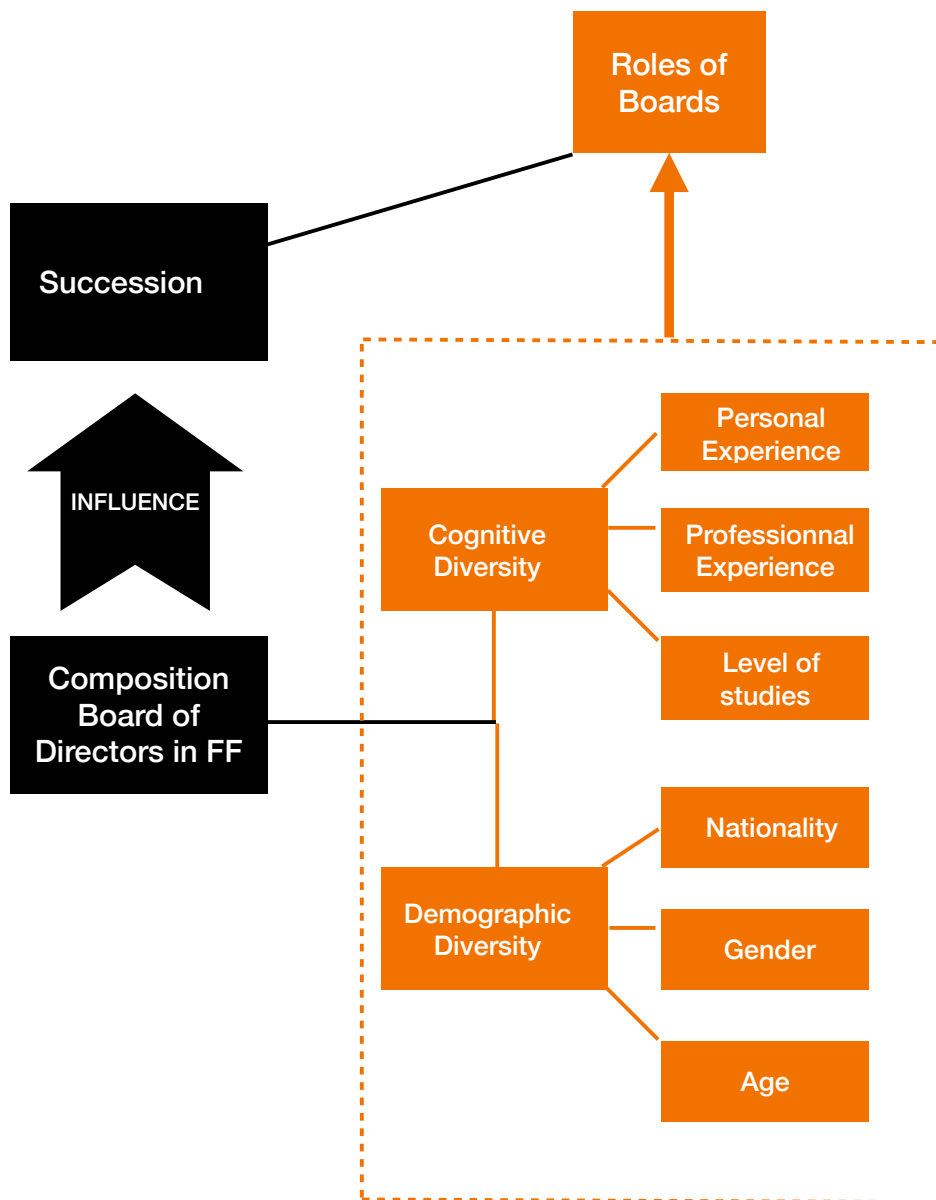 Roles of
Boards
Succession
INFLUENCE
Composition
Board of
Directors in FF
Cognitive
Diversity
Personal
Experience
Professionnal
Experience
Level of
studies
Demographic
Diversity
Nationality
Gender
Age